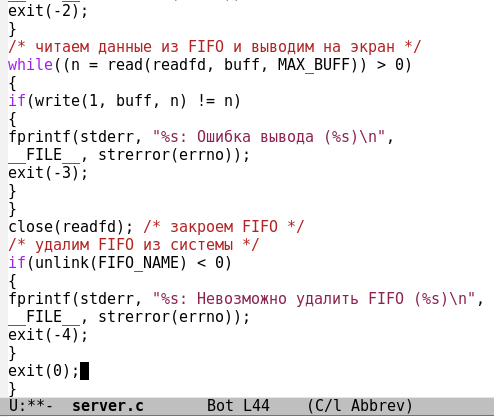 exit(-2);
}
/* читаем данные из FIFO и выводим на экран */
while((n = read(readfd, buff, MAX_BUFF)) > 0)
{
if(write(1, buff, n) != n)
{
fprintf(stderr, "%s: Ошибка вывода (%s)\n",
__FILE__, strerror(errno));
exit(-3);
}
}
close(readfd); /* закроем FIFO */
/* удалим FIFO из системы */
if(unlink(FIFO_NAME) < 0)
{
fprintf(stderr, "%s: Невозможно удалить FIFO (%s)\n",
__FILE__, strerror(errno));
exit(-4);
}
exit(0);
}
U:**-  server.c      Bot L44    (C/l Abbrev)